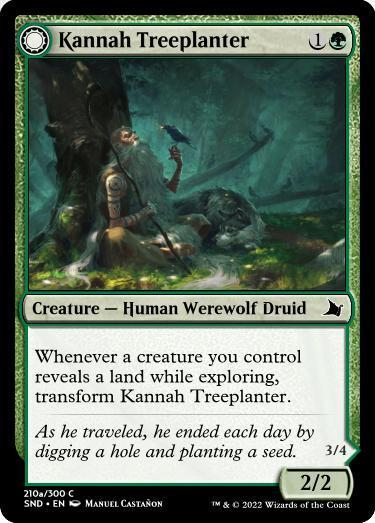 Kannah Treeplanter 1
Creature — Human Werewolf Druid
Whenever a creature you control
reveals a land while exploring,
transform Kannah Treeplanter.
As he traveled, he ended each day by
digging a hole and planting a seed.
3/4
2/2
210a/300 C
SND • EN Manuel Castañon
™ & © 2022 Wizards of the Coast